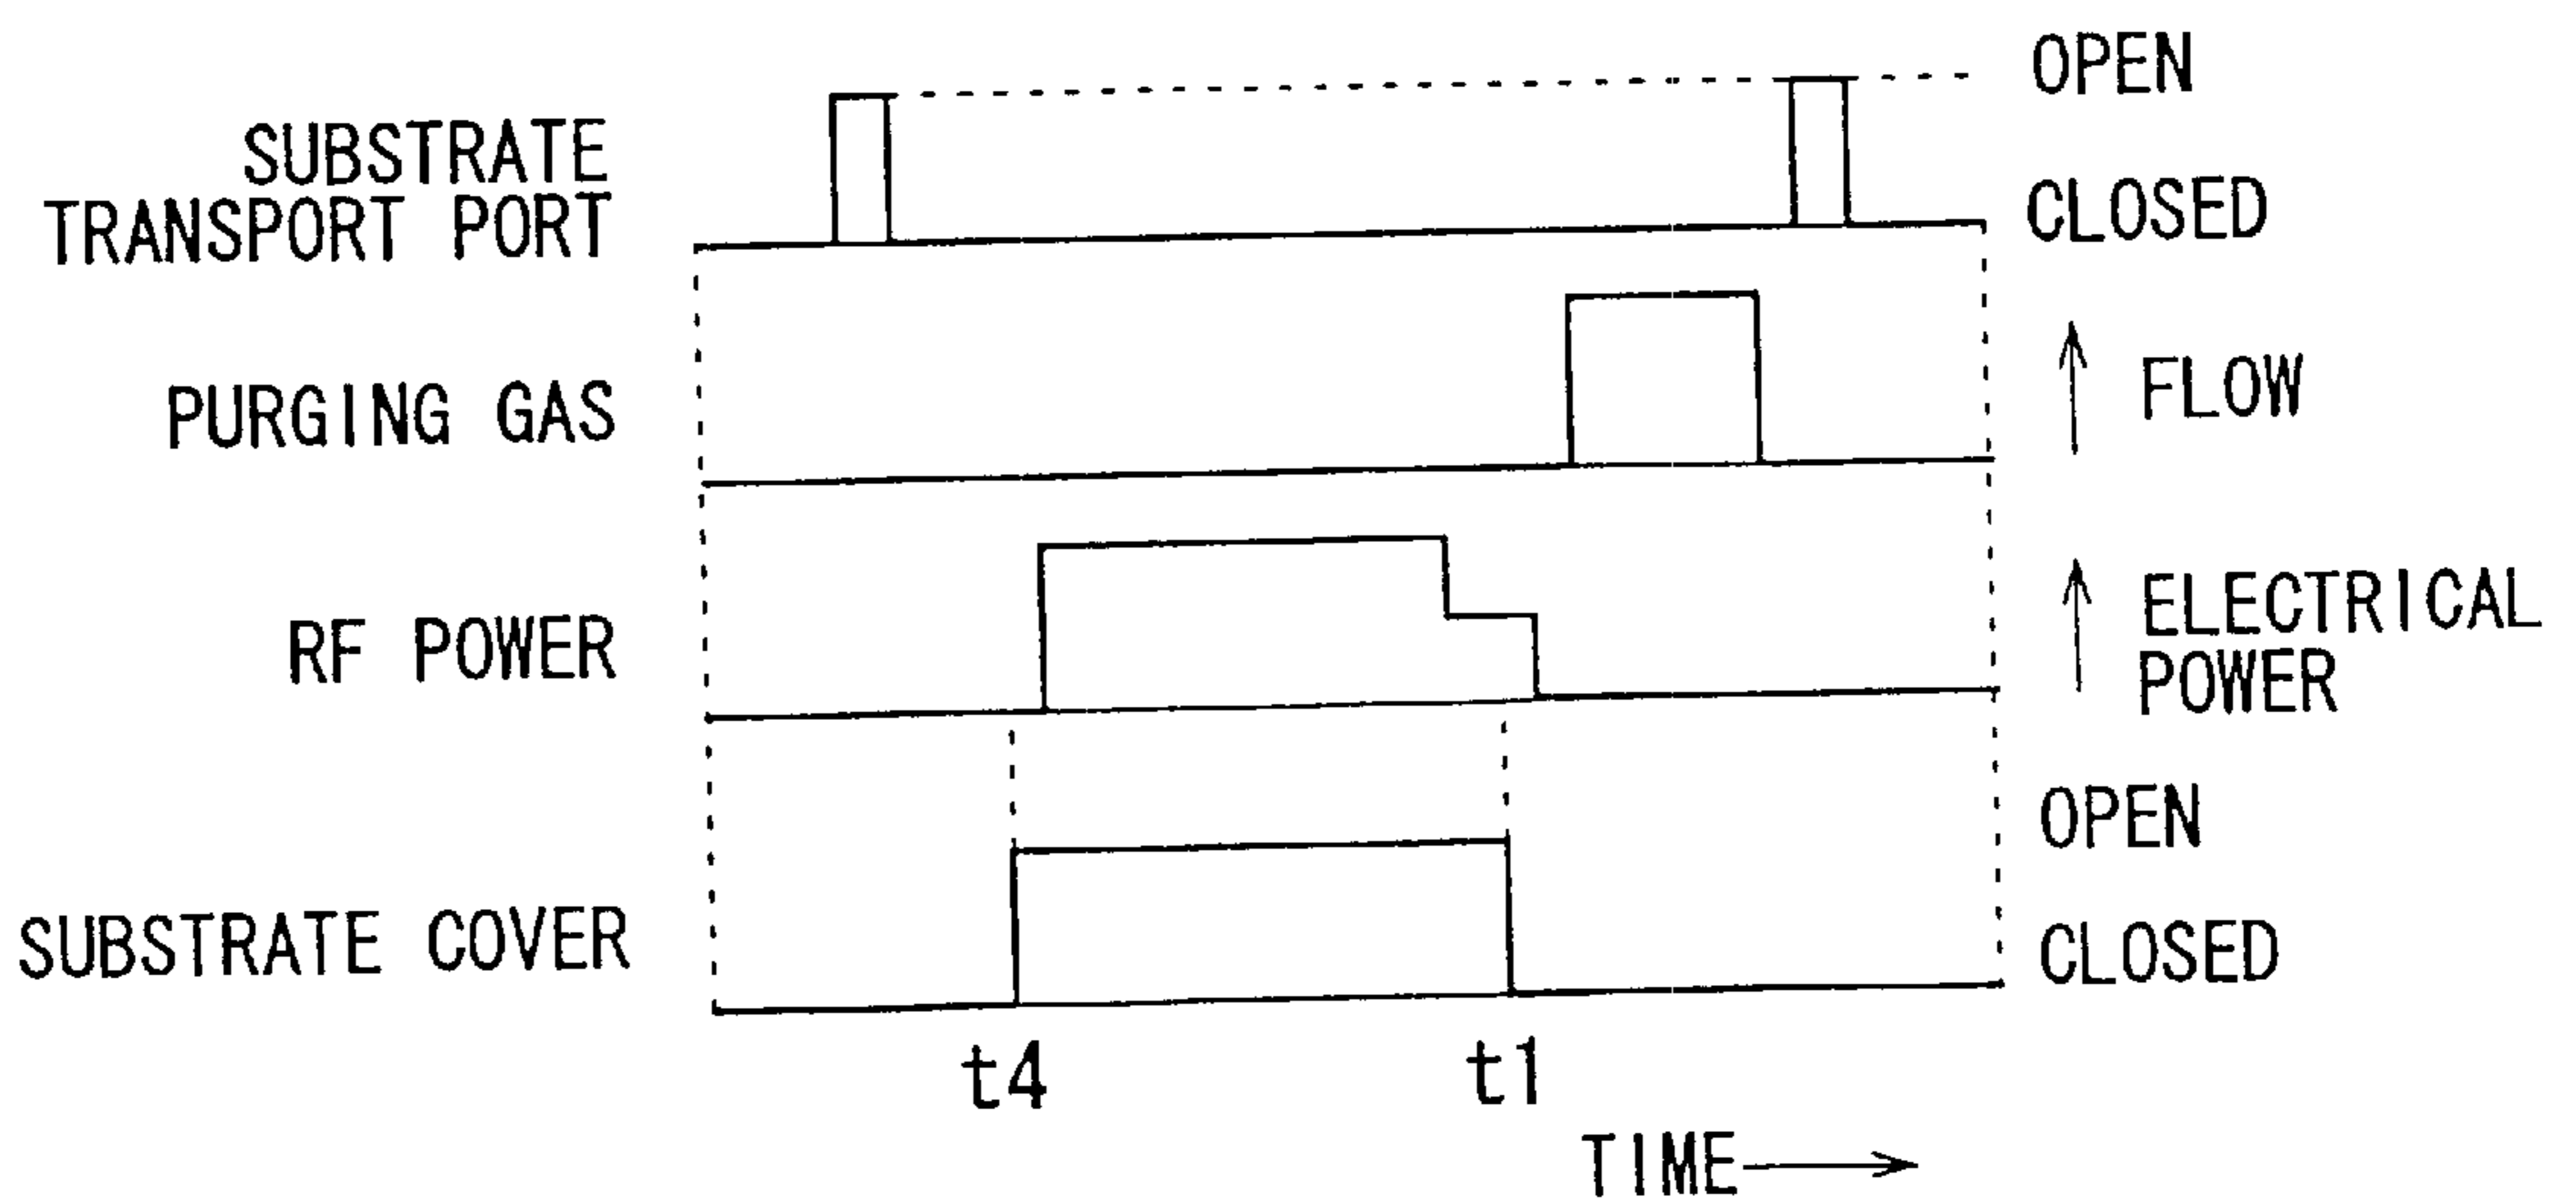 OPEN
SUBSTRATE
TRANSPORT PORT
CLOSED
PURGING GAS
FLOW
RF POWER
ELECTRICAL
POWER
OPEN
SUBSTRATE COVER
CLOSED
t4
t1
TIME